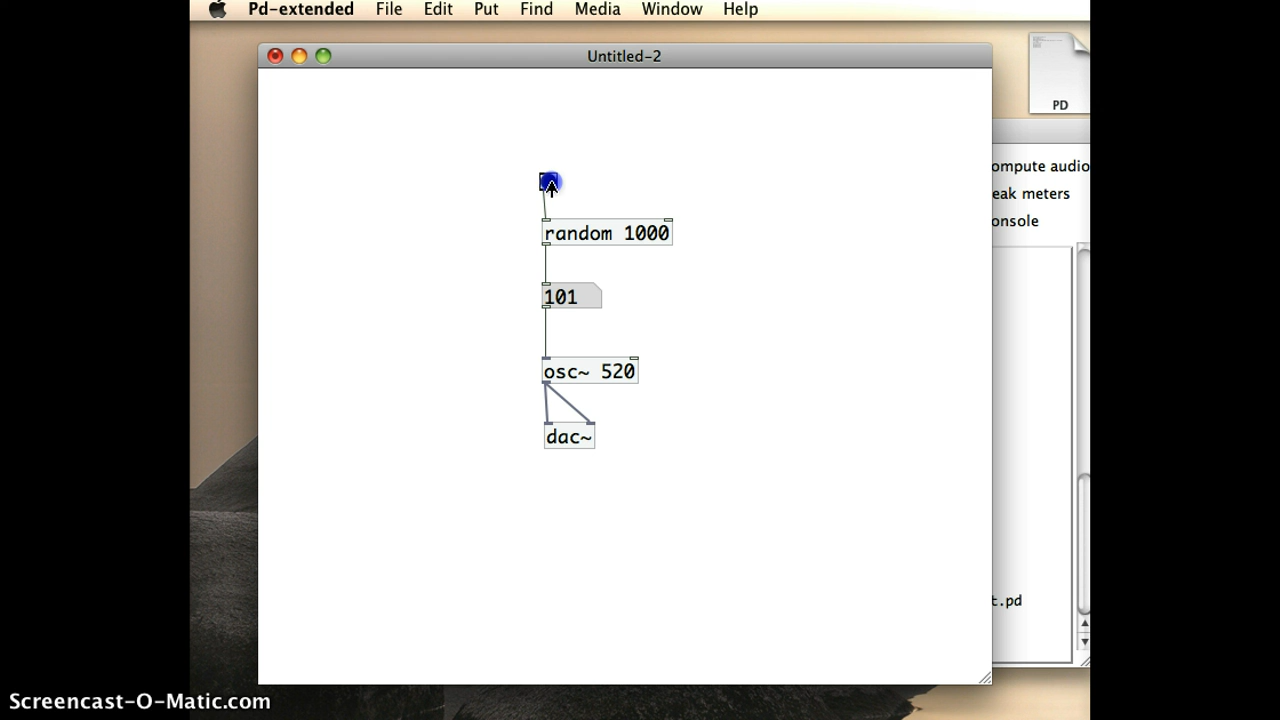 Pd-extended File Edit Put Find Media Window Help
Untitled-2
PD
ompute audio
eak meters
onsole
random 1000
101
osc~ 520
dac~
t.pd
Screencast-O-Matic.com